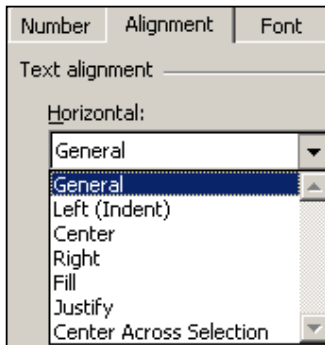 Number Alignment Font
Text alignment
Horizontal:
General
General
Left (Indent)
Center
Right
Fill
Justify
Center Across Selection